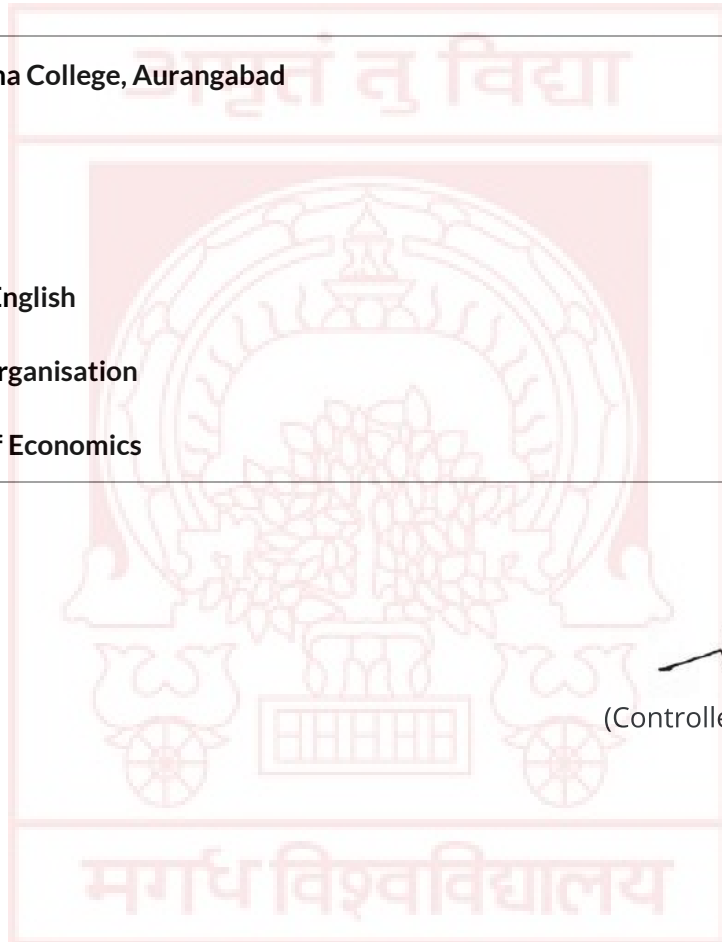 अमृतं तु विद्या
na College, Aurangabad
English
rganisation
f Economics
(Controlle
मगध विश्वविद्यालय